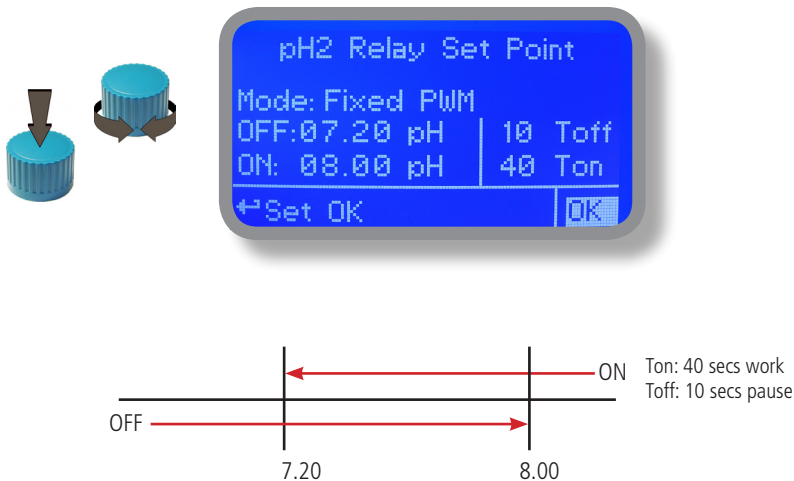 pH2 Relay Set Point
Mode: Fixed PWM
OFF:07.20 pH 10 Toff
ON: 08.00 pH 40 Ton
↵Set OK OK
ON Ton: 40 secs work
Toff: 10 secs pause
OFF
7.20 8.00